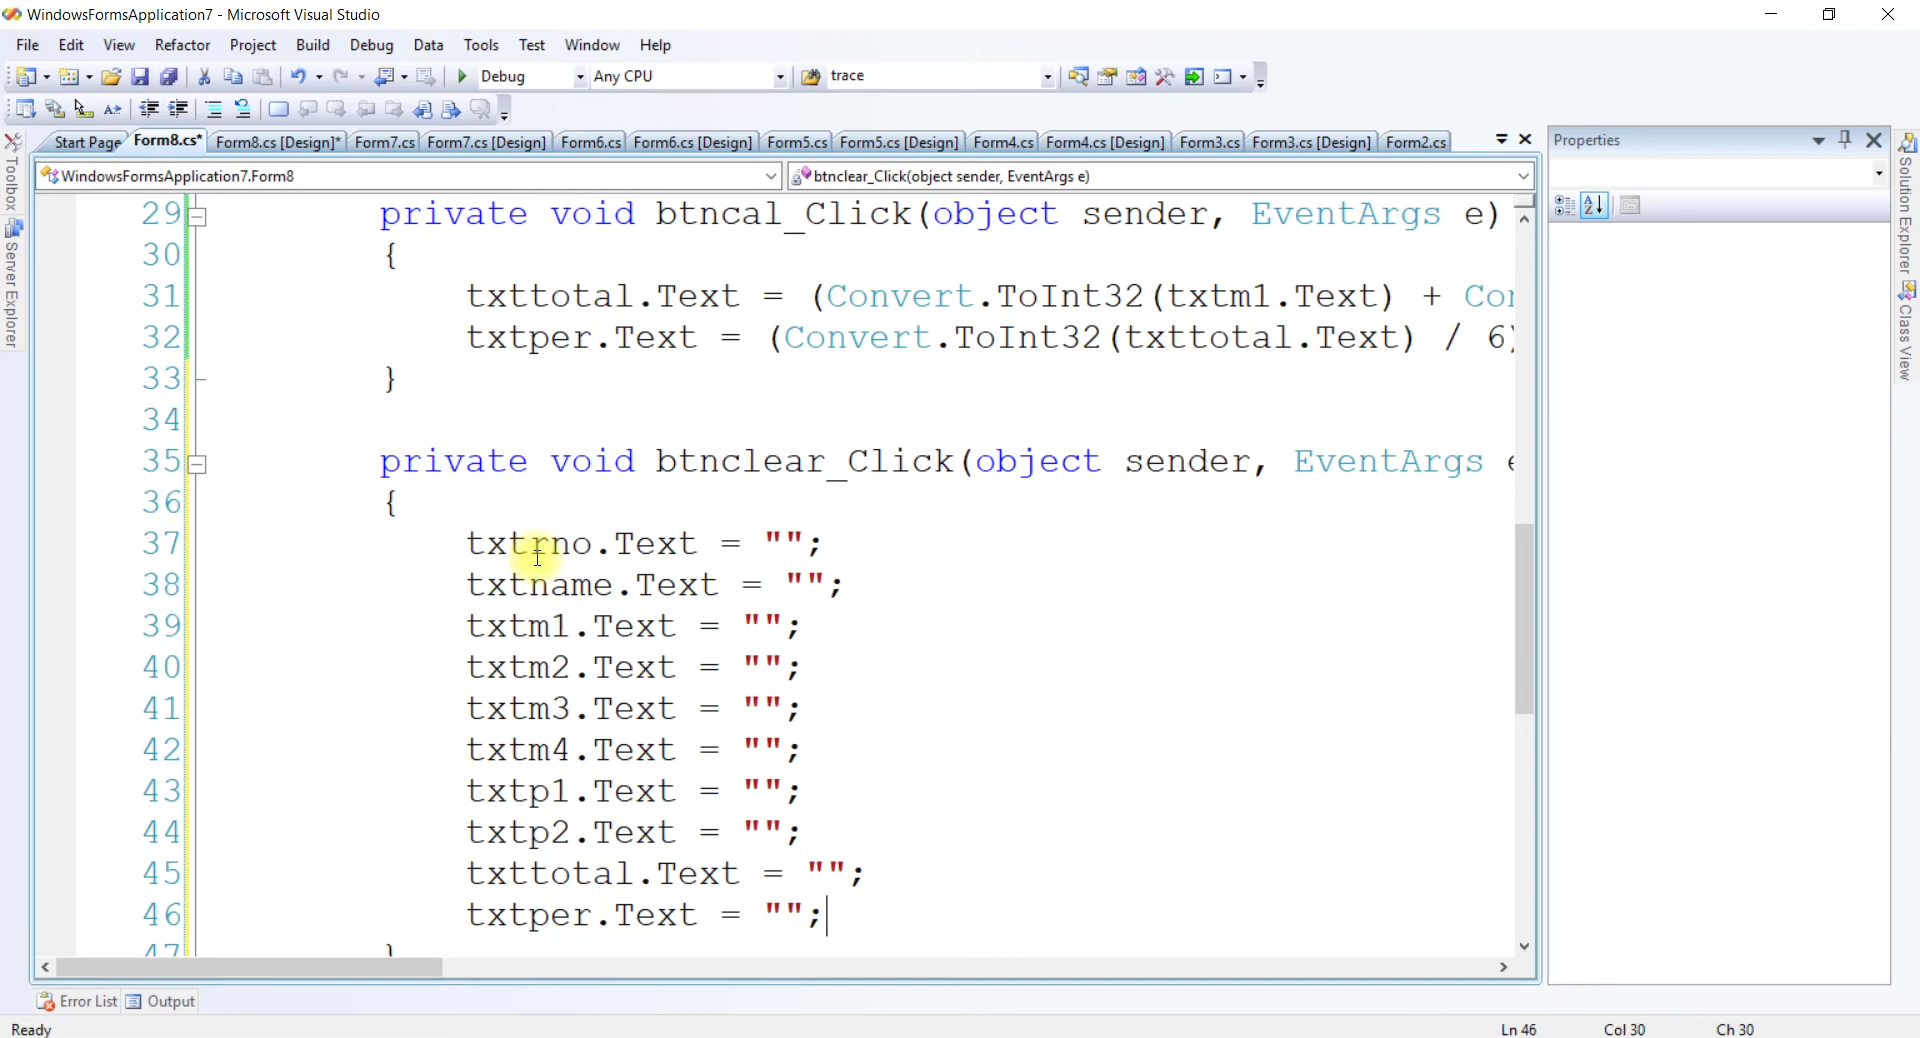 WindowsFormsApplication7 - Microsoft Visual Studio
File Edit View Refactor Project Build Debug Data Tools Test Window Help
Debug Any CPU trace
Start Page Form8.cs* Form8.cs [Design]* Form7.cs Form7.cs [Design] Form6.cs Form6.cs [Design] Form5.cs Form5.cs [Design] Form4.cs Form4.cs [Design] Form3.cs Form3.cs [Design] Form2.cs
Properties
Toolbox
Server Explorer
Solution Explorer
Class View
WindowsFormsApplication7.Form8 btnclear_Click(object sender, EventArgs e)
29 private void btncal_Click(object sender, EventArgs e)
30 {
31 txttotal.Text = (Convert.ToInt32(txtm1.Text) + Con
32 txtper.Text = (Convert.ToInt32(txttotal.Text) / 6)
33 }
34
35 private void btnclear_Click(object sender, EventArgs e
36 {
37 txtrno.Text = "";
38 txtname.Text = "";
39 txtm1.Text = "";
40 txtm2.Text = "";
41 txtm3.Text = "";
42 txtm4.Text = "";
43 txtp1.Text = "";
44 txtp2.Text = "";
45 txttotal.Text = "";
46 txtper.Text = "";
47 }
Error List Output
Ready Ln 46 Col 30 Ch 30